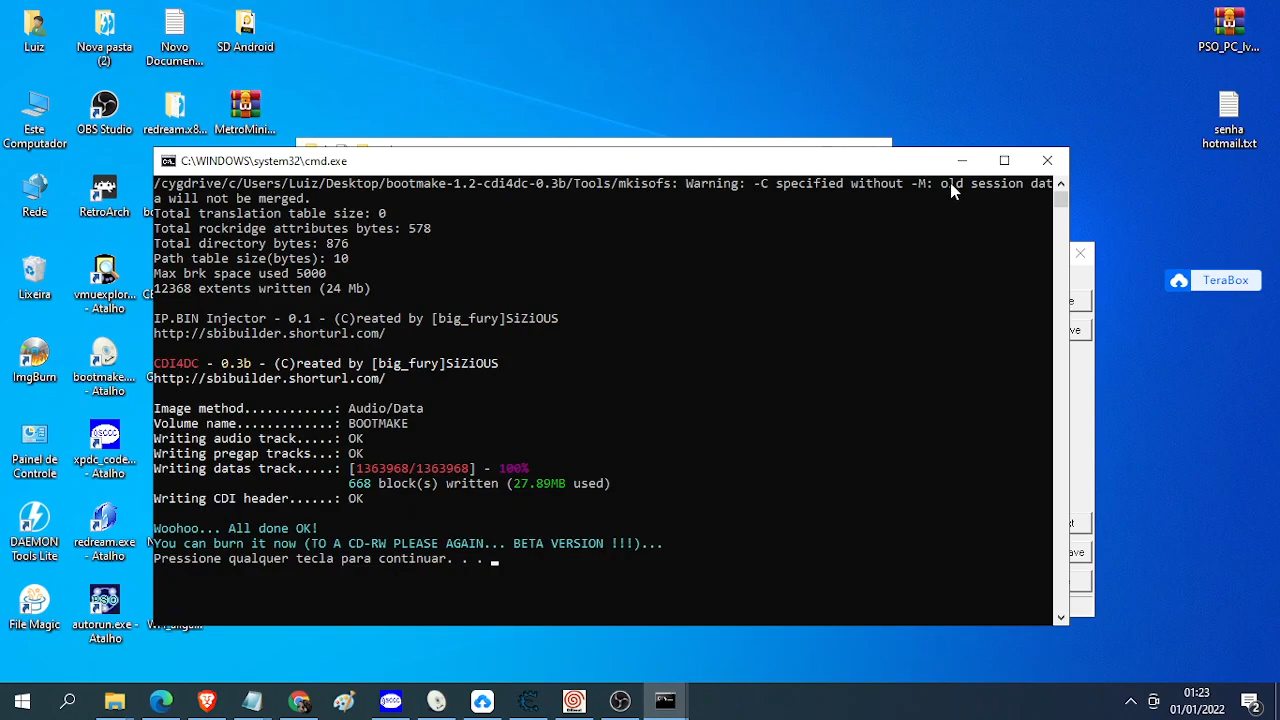 Luiz
Nova pasta (2)
Novo Documen...
SD Android
PSO_PC_Iv...
Este Computador
OBS Studio
redream.x8...
MetroMini...
senha hotmail.txt
C:\WINDOWS\system32\cmd.exe
/cygdrive/c/Users/Luiz/Desktop/bootmake-1.2-cdi4dc-0.3b/Tools/mkisofs: Warning: -C specified without -M: old session dat
a will not be merged.
Total translation table size: 0
Total rockridge attributes bytes: 578
Total directory bytes: 876
Path table size(bytes): 10
Max brk space used 5000
12368 extents written (24 Mb)
IP.BIN Injector - 0.1 - (C)reated by [big_fury]SiZiOUS
http://sbibuilder.shorturl.com/
CDI4DC - 0.3b - (C)reated by [big_fury]SiZiOUS
http://sbibuilder.shorturl.com/
Image method............: Audio/Data
Volume name.............: BOOTMAKE
Writing audio track.....: OK
Writing pregap tracks...: OK
Writing datas track.....: [1363968/1363968] - 100%
668 block(s) written (27.89MB used)
Writing CDI header......: OK
Woohoo... All done OK!
You can burn it now (TO A CD-RW PLEASE AGAIN... BETA VERSION !!!)...
Pressione qualquer tecla para continuar. . .
Rede
RetroArch
TeraBox
Lixeira
vmuexplor... - Atalho
ImgBurn
bootmake.... - Atalho
Painel de Controle
xpdc_code... - Atalho
DAEMON Tools Lite
redream.exe - Atalho
File Magic
autorun.exe - Atalho
PSO
01:23
01/01/2022
2